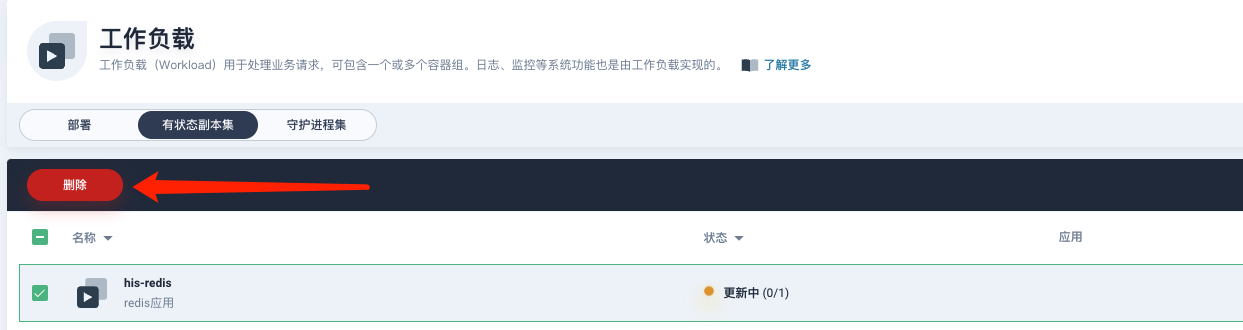 工作负载
工作负载（Workload）用于处理业务请求，可包含一个或多个容器组。日志、监控等系统功能也是由工作负载实现的。 了解更多
部署 有状态副本集 守护进程集
删除
名称 状态 应用
his-redis
redis应用
更新中 (0/1)